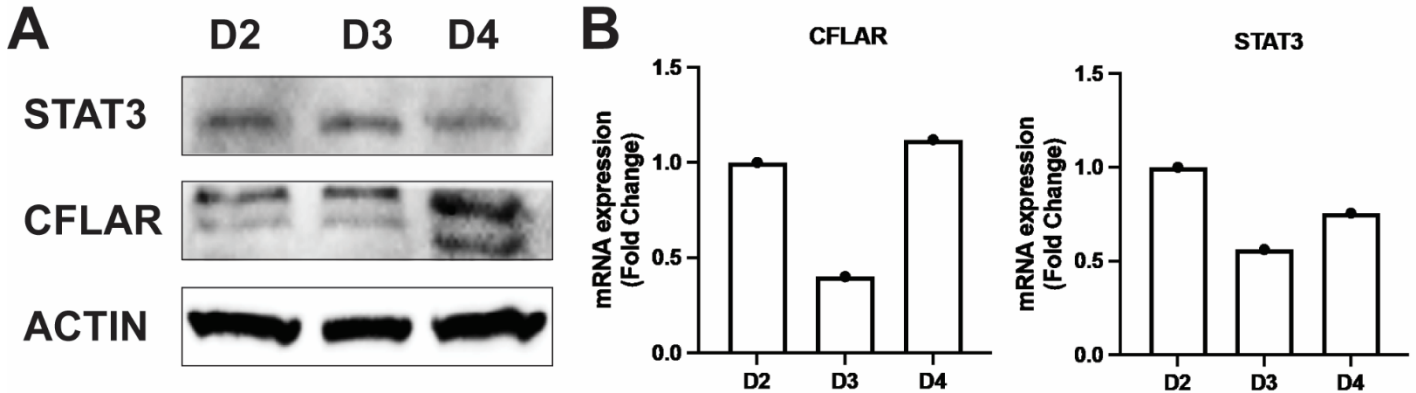 A
D2 D3 D4
STAT3
CFLAR
ACTIN
B
CFLAR
mRNA expression
(Fold Change)
1.5
1.0
0.5
0.0
D2 D3 D4
STAT3
mRNA expression
(Fold Change)
1.5
1.0
0.5
0.0
D2 D3 D4